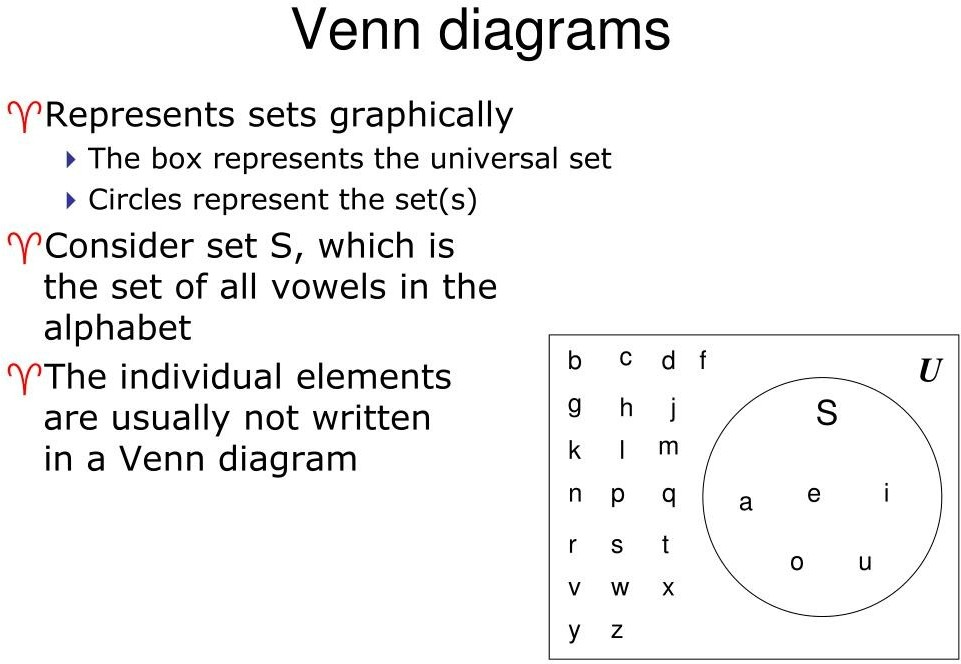 Venn diagrams
Represents sets graphically
The box represents the universal set
Circles represent the set(s)
Consider set S, which is
the set of all vowels in the
alphabet
The individual elements
are usually not written
in a Venn diagram
b c d f
U
g h j
S
k l m
n p q
a e i
r s t
o u
v w x
y z